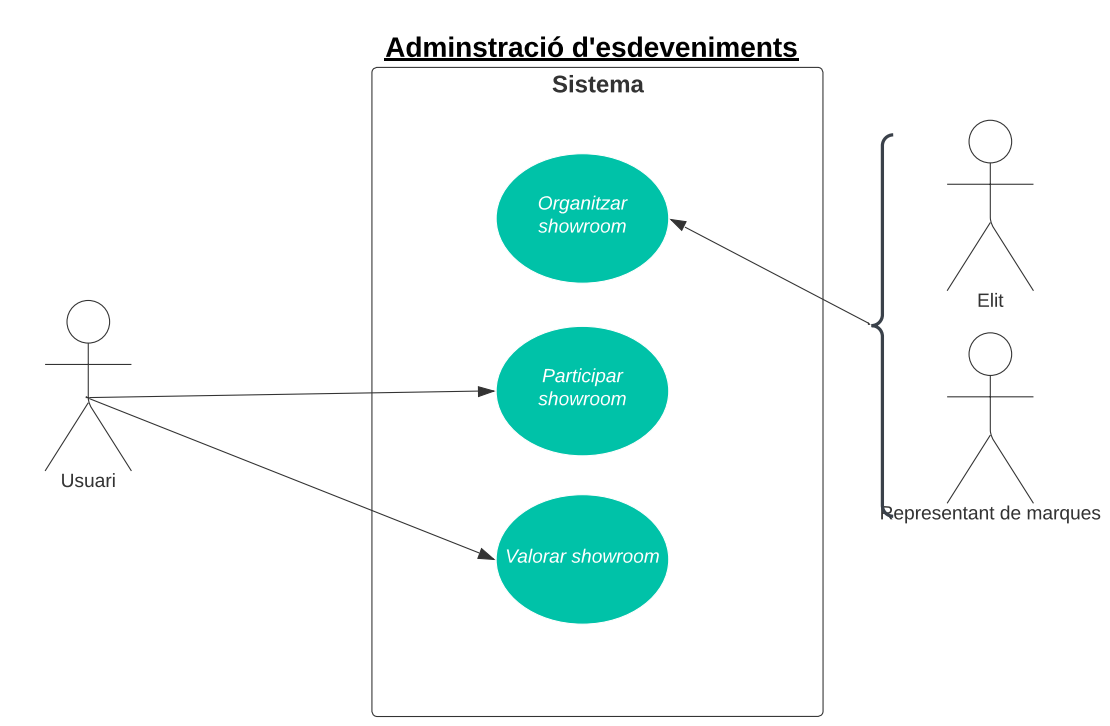 Adminstració d'esdeveniments
Sistema
Organitzar
showroom
Elit
Participar
showroom
Usuari
Representant de marques
Valorar showroom